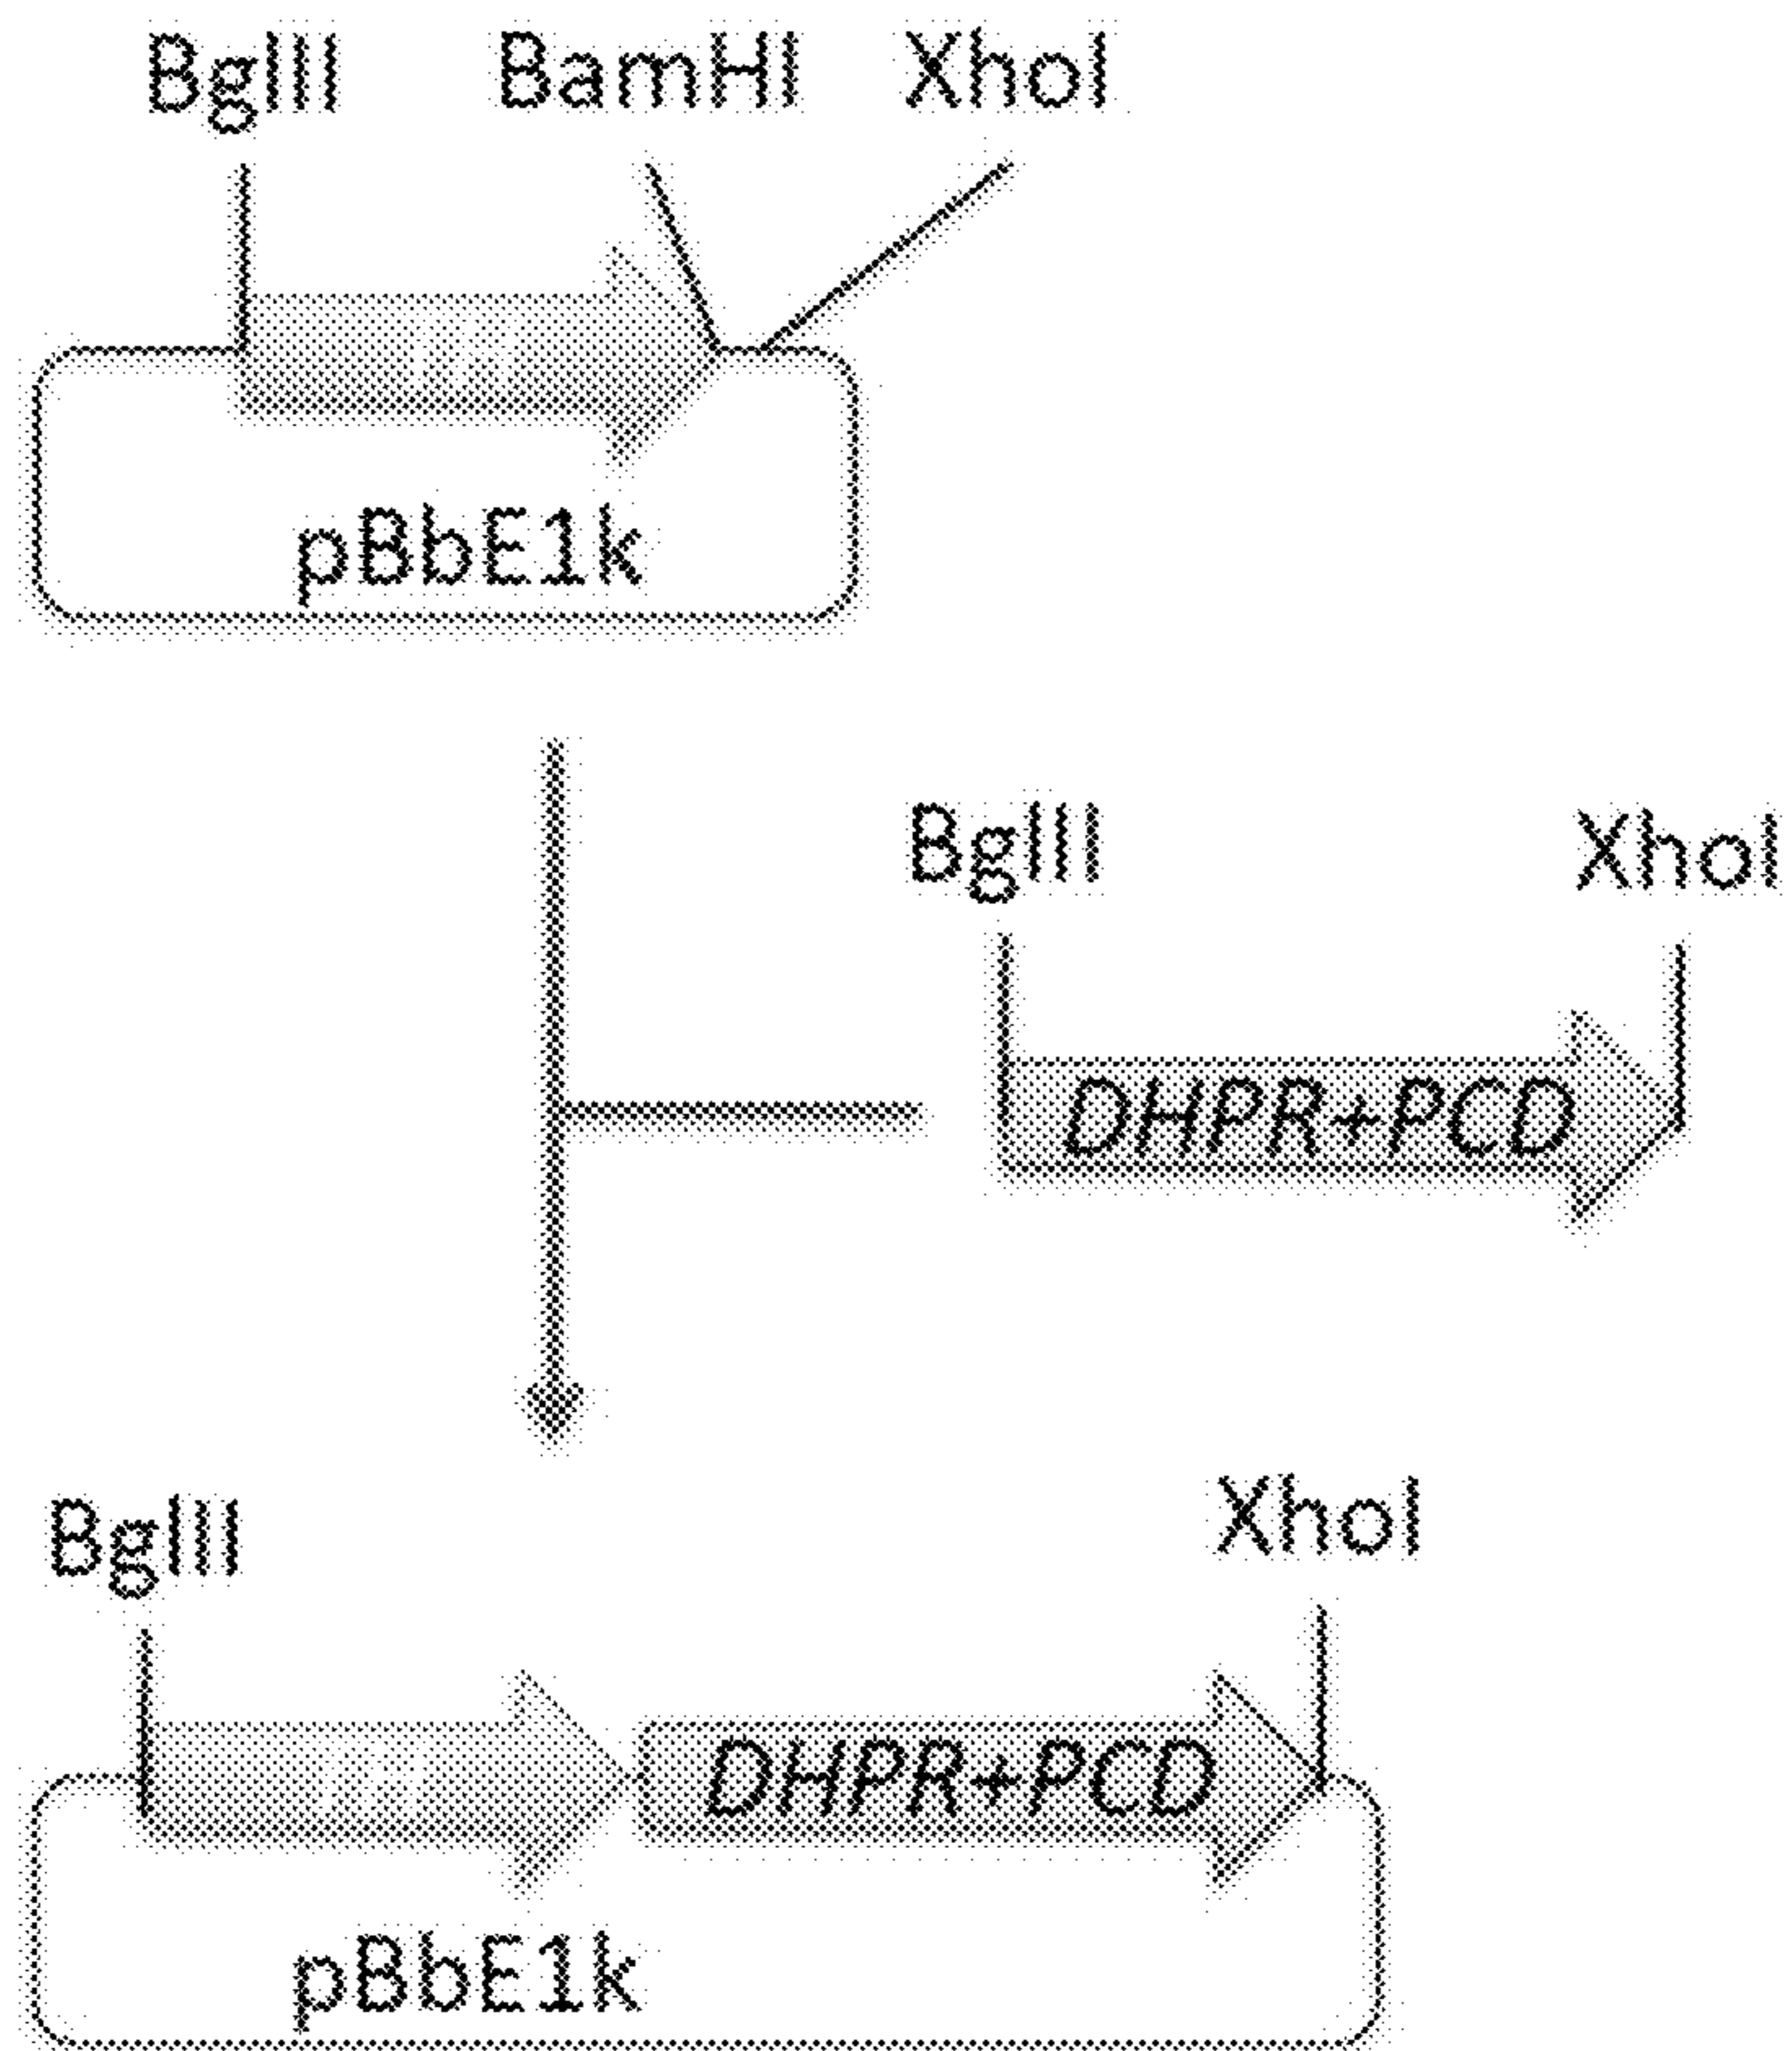 BglII BamHI XhoI
pBbE1k
BglII XhoI
DHPR+PCD
BglII XhoI
DHPR+PCD
pBbE1k